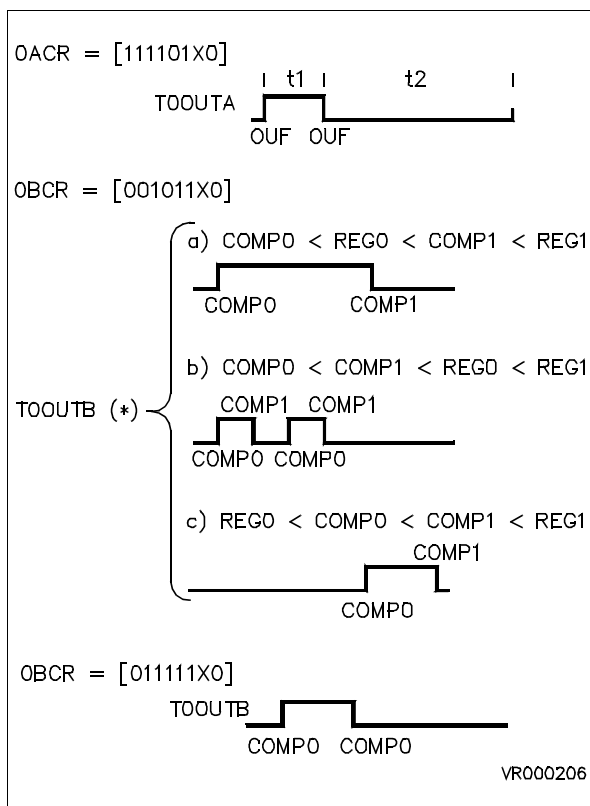 OACR = [111101X0]
t1 t2
T0OUTA
OUF OUF
OBCR = [001011X0]
a) COMP0 < REG0 < COMP1 < REG1
COMP0 COMP1
b) COMP0 < COMP1 < REG0 < REG1
T0OUTB (*)
COMP1 COMP1
COMP0 COMP0
c) REG0 < COMP0 < COMP1 < REG1
COMP1
COMP0
OBCR = [011111X0]
T0OUTB
COMP0 COMP0
VR000206